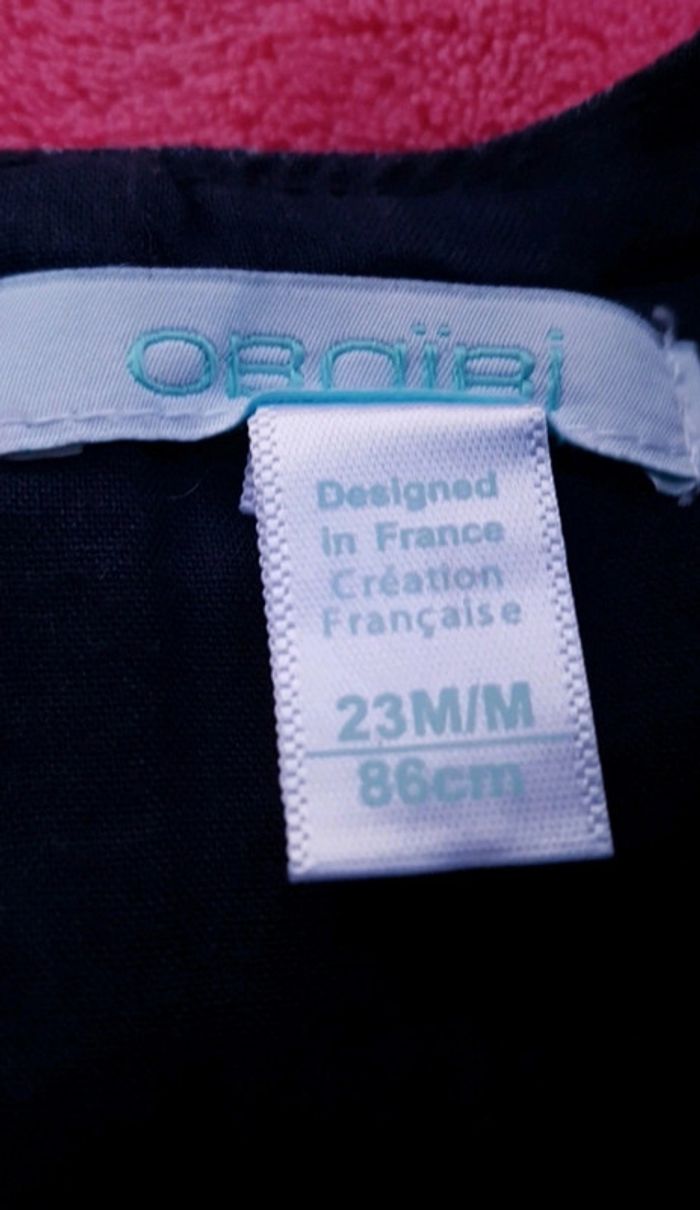 OBAÏBI
Designed
in France
Création
Française
23M/M
86cm